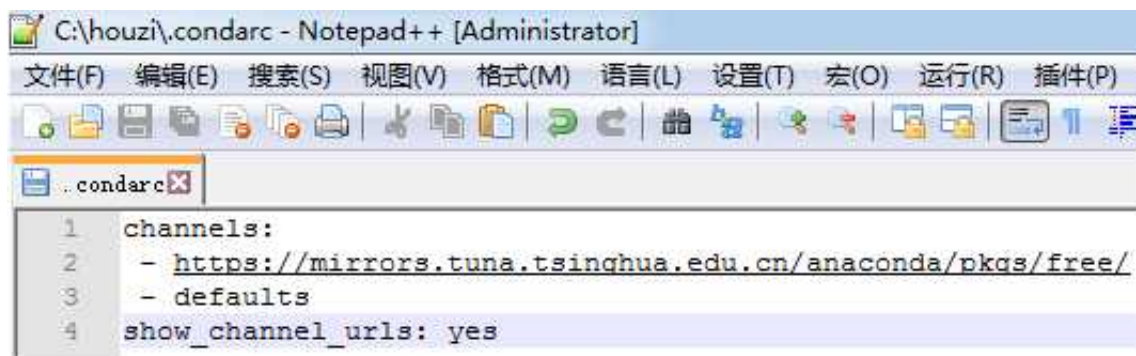 C:\houzi\.condarc - Notepad++ [Administrator]
文件(F) 编辑(E) 搜索(S) 视图(V) 格式(M) 语言(L) 设置(T) 宏(O) 运行(R) 插件(P)
.condarc
1 channels:
2 - https://mirrors.tuna.tsinghua.edu.cn/anaconda/pkgs/free/
3 - defaults
4 show_channel_urls: yes